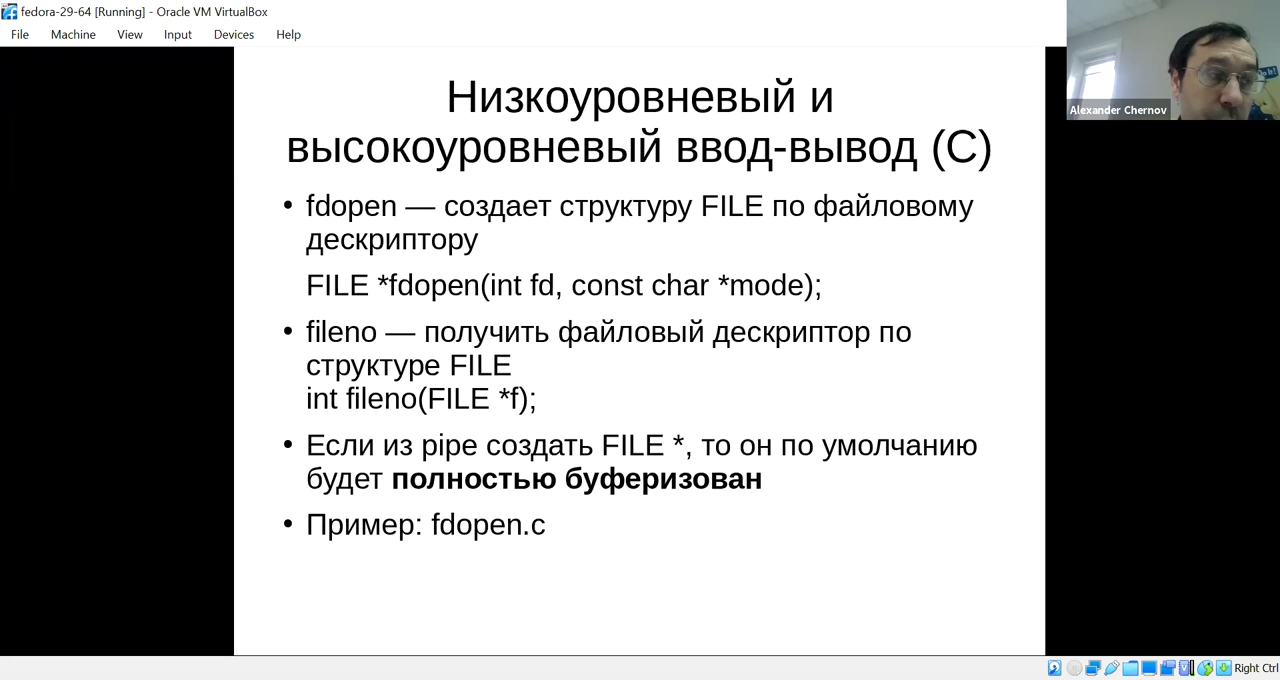 fedora-29-64 [Running] - Oracle VM VirtualBox
File Machine View Input Devices Help
Alexander Chernov
Низкоуровневый и
высокоуровневый ввод-вывод (C)
• fdopen — создает структуру FILE по файловому
дескриптору
FILE *fdopen(int fd, const char *mode);
• fileno — получить файловый дескриптор по
структуре FILE
int fileno(FILE *f);
• Если из pipe создать FILE *, то он по умолчанию
будет полностью буферизован
• Пример: fdopen.c
Right Ctrl